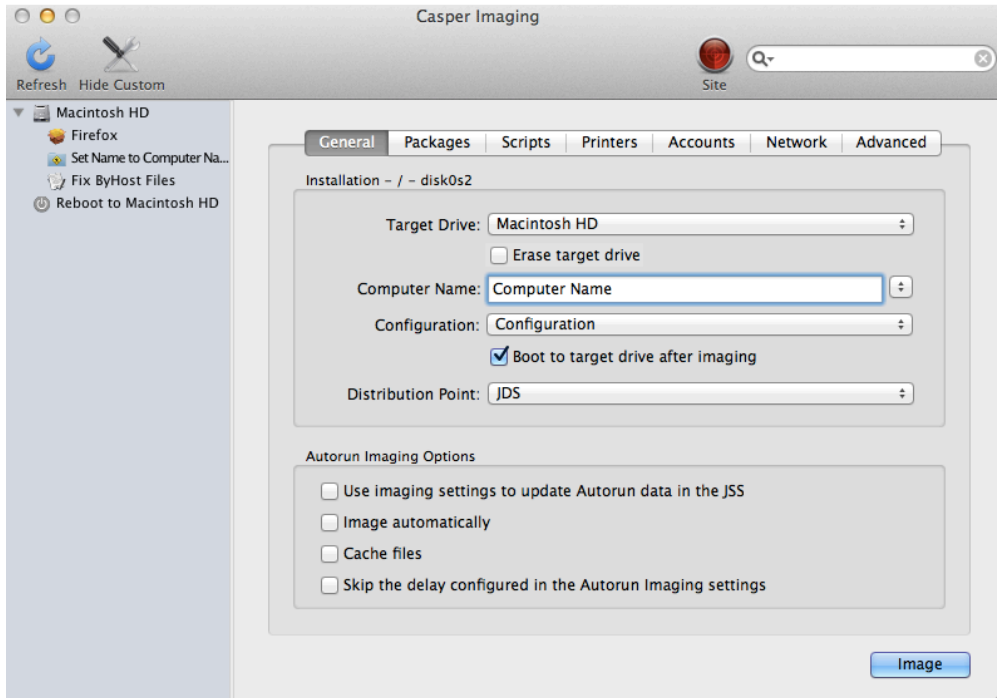 Casper Imaging
Refresh Hide Custom
Site
Macintosh HD
Firefox
Set Name to Computer Na...
Fix ByHost Files
Reboot to Macintosh HD
General Packages Scripts Printers Accounts Network Advanced
Installation - / - disk0s2
Target Drive: Macintosh HD
Erase target drive
Computer Name: Computer Name
Configuration: Configuration
Boot to target drive after imaging
Distribution Point: JDS
Autorun Imaging Options
Use imaging settings to update Autorun data in the JSS
Image automatically
Cache files
Skip the delay configured in the Autorun Imaging settings
Image